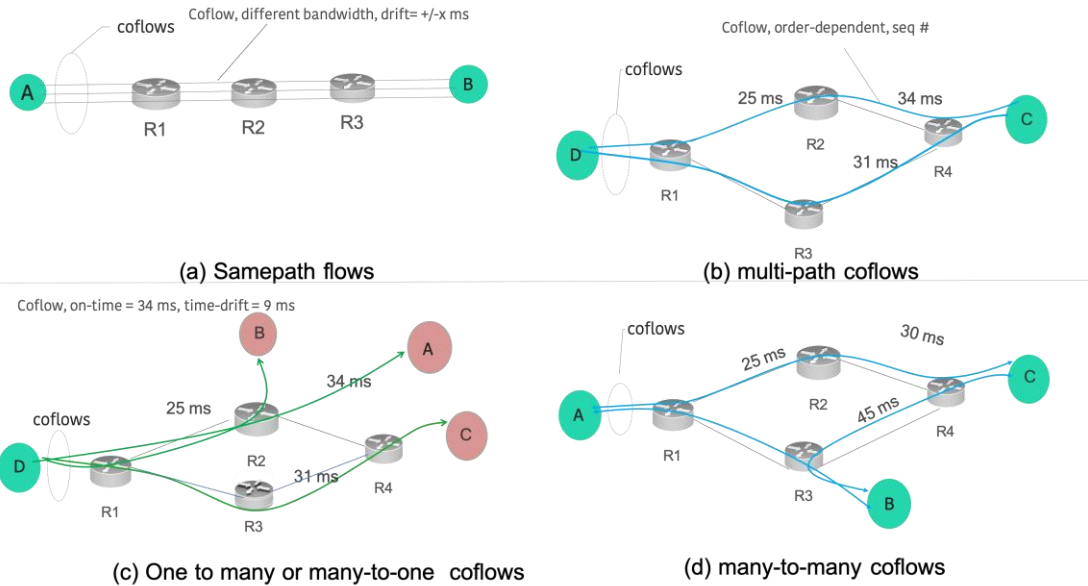 Coflow, different bandwidth, drift= +/-x ms
coflows
A
B
R1
R2
R3
(a) Samepath flows
Coflow, order-dependent, seq #
coflows
25 ms
34 ms
C
D
R2
R4
31 ms
R1
R3
(b) multi-path coflows
Coflow, on-time = 34 ms, time-drift = 9 ms
B
A
34 ms
25 ms
coflows
C
D
R2
31 ms
R4
R1
R3
(c) One to many or many-to-one coflows
coflows
30 ms
25 ms
C
A
R2
45 ms
R4
R1
R3
B
(d) many-to-many coflows